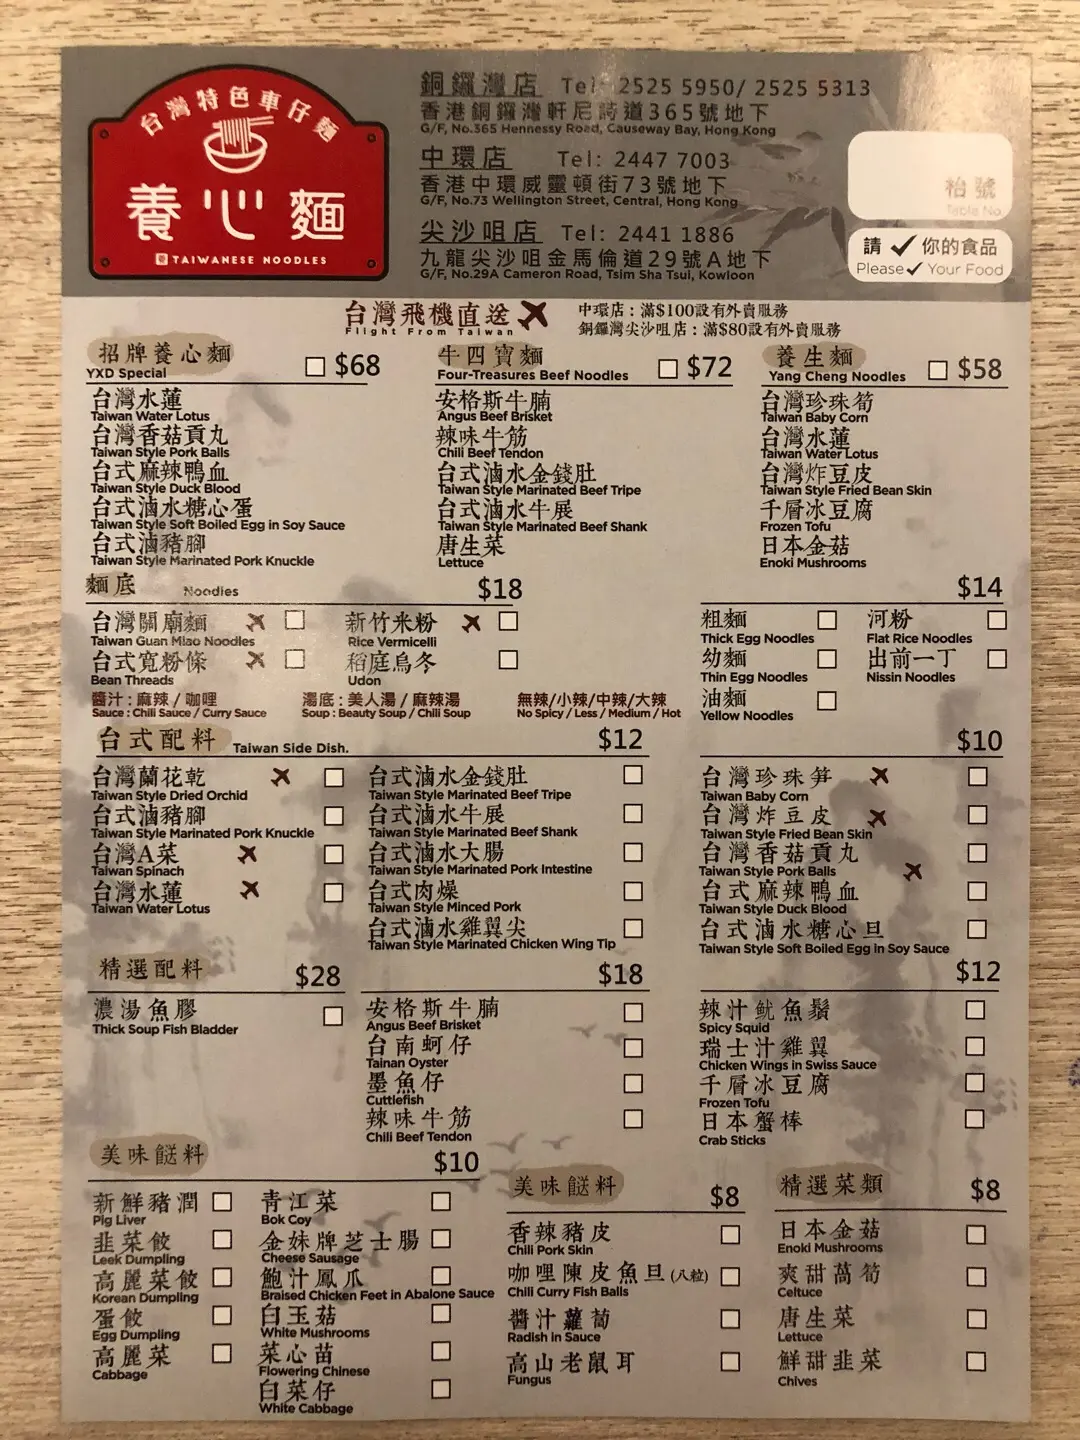 台灣特色車仔麵
養心麵
TAIWANESE NOODLES
銅鑼灣店 Tel: 2525 5950/ 2525 5313
香港銅鑼灣軒尼詩道365號地下
G/F, No.365 Hennessy Road, Causeway Bay, Hong Kong
中環店 Tel: 2447 7003
香港中環威靈頓街73號地下
G/F, No.73 Wellington Street, Central, Hong Kong
尖沙咀店 Tel: 2441 1886
九龍尖沙咀金馬倫道29號A地下
G/F, No.29A Cameron Road, Tsim Sha Tsui, Kowloon
枱號
Table No.
請 ✓ 你的食品
Please ✓ Your Food
台灣飛機直送
Flight From Taiwan
中環店：滿$100設有外賣服務
銅鑼灣尖沙咀店：滿$80設有外賣服務
招牌養心麵
YXD Special $68
台灣水蓮
Taiwan Water Lotus
台灣香菇貢丸
Taiwan Style Pork Balls
台式麻辣鴨血
Taiwan Style Duck Blood
台式滷水糖心蛋
Taiwan Style Soft Boiled Egg in Soy Sauce
台式滷豬腳
Taiwan Style Marinated Pork Knuckle
牛四寶麵
Four-Treasures Beef Noodles $72
安格斯牛腩
Angus Beef Brisket
辣味牛筋
Chili Beef Tendon
台式滷水金錢肚
Taiwan Style Marinated Beef Tripe
台式滷水牛展
Taiwan Style Marinated Beef Shank
唐生菜
Lettuce
養生麵
Yang Cheng Noodles $58
台灣珍珠筍
Taiwan Baby Corn
台灣水蓮
Taiwan Water Lotus
台灣炸豆皮
Taiwan Style Fried Bean Skin
千層冰豆腐
Frozen Tofu
日本金菇
Enoki Mushrooms
麵底 Noodles $18
台灣關廟麵
Taiwan Guan Miao Noodles
台式寬粉條
Bean Threads
新竹米粉
Rice Vermicelli
稻庭烏冬
Udon
$14
粗麵
Thick Egg Noodles
幼麵
Thin Egg Noodles
油麵
Yellow Noodles
河粉
Flat Rice Noodles
出前一丁
Nissin Noodles
醬汁：麻辣 / 咖哩
Sauce : Chili Sauce / Curry Sauce
湯底：美人湯 / 麻辣湯
Soup : Beauty Soup / Chili Soup
無辣/小辣/中辣/大辣
No Spicy / Less / Medium / Hot
台式配料 Taiwan Side Dish. $12
台灣蘭花乾
Taiwan Style Dried Orchid
台式滷豬腳
Taiwan Style Marinated Pork Knuckle
台灣A菜
Taiwan Spinach
台灣水蓮
Taiwan Water Lotus
台式滷水金錢肚
Taiwan Style Marinated Beef Tripe
台式滷水牛展
Taiwan Style Marinated Beef Shank
台式滷水大腸
Taiwan Style Marinated Pork Intestine
台式肉燥
Taiwan Style Minced Pork
台式滷水雞翼尖
Taiwan Style Marinated Chicken Wing Tip
$10
台灣珍珠笋
Taiwan Baby Corn
台灣炸豆皮
Taiwan Style Fried Bean Skin
台灣香菇貢丸
Taiwan Style Pork Balls
台式麻辣鴨血
Taiwan Style Duck Blood
台式滷水糖心旦
Taiwan Style Soft Boiled Egg in Soy Sauce
精選配料 $28
濃湯魚膠
Thick Soup Fish Bladder
$18
安格斯牛腩
Angus Beef Brisket
台南蚵仔
Tainan Oyster
墨魚仔
Cuttlefish
辣味牛筋
Chili Beef Tendon
$12
辣汁魷魚鬚
Spicy Squid
瑞士汁雞翼
Chicken Wings in Swiss Sauce
千層冰豆腐
Frozen Tofu
日本蟹棒
Crab Sticks
美味餸料 $10
新鮮豬潤
Pig Liver
韭菜餃
Leek Dumpling
高麗菜餃
Korean Dumpling
蛋餃
Egg Dumpling
高麗菜
Cabbage
青江菜
Bok Coy
金妹牌芝士腸
Cheese Sausage
鮑汁鳳爪
Braised Chicken Feet in Abalone Sauce
白玉菇
White Mushrooms
菜心苗
Flowering Chinese
白菜仔
White Cabbage
美味餸料 $8
香辣豬皮
Chili Pork Skin
咖哩陳皮魚旦(八粒)
Chili Curry Fish Balls
醬汁蘿蔔
Radish in Sauce
高山老鼠耳
Fungus
精選菜類 $8
日本金菇
Enoki Mushrooms
爽甜萵筍
Celtuce
唐生菜
Lettuce
鮮甜韭菜
Chives